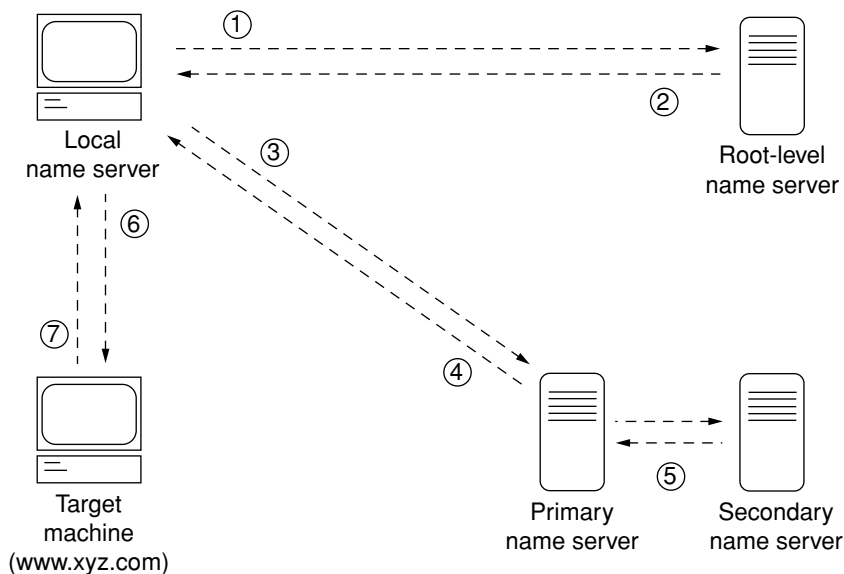 ①
②
Local
name server
Root-level
name server
③
⑥
⑦
④
⑤
Target
machine
(www.xyz.com)
Primary
name server
Secondary
name server